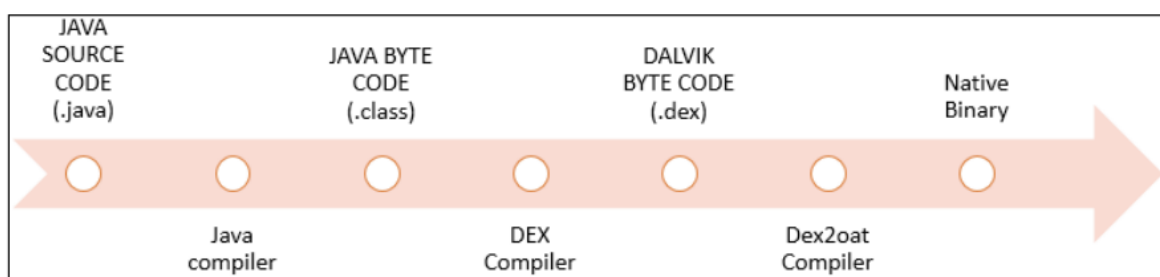 JAVA
SOURCE
CODE
(.java)
JAVA BYTE
CODE
(.class)
DALVIK
BYTE CODE
(.dex)
Native
Binary
Java
compiler
DEX
Compiler
Dex2oat
Compiler